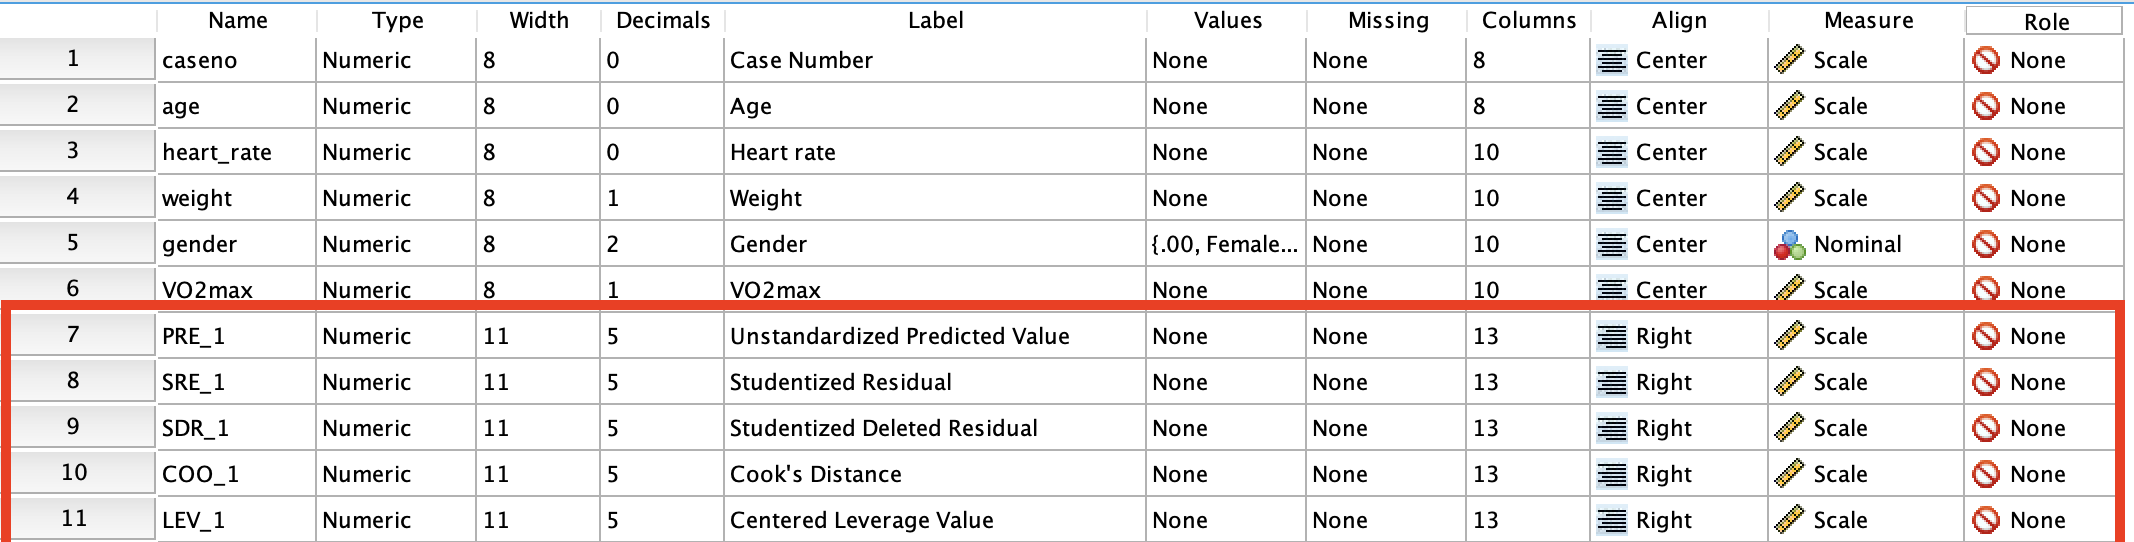 Name Type Width Decimals Label Values Missing Columns Align Measure Role
1 caseno Numeric 8 0 Case Number None None 8 Center Scale None
2 age Numeric 8 0 Age None None 8 Center Scale None
3 heart_rate Numeric 8 0 Heart rate None None 10 Center Scale None
4 weight Numeric 8 1 Weight None None 10 Center Scale None
5 gender Numeric 8 2 Gender {.00, Female... None 10 Center Nominal None
6 VO2max Numeric 8 1 VO2max None None 10 Center Scale None
7 PRE_1 Numeric 11 5 Unstandardized Predicted Value None None 13 Right Scale None
8 SRE_1 Numeric 11 5 Studentized Residual None None 13 Right Scale None
9 SDR_1 Numeric 11 5 Studentized Deleted Residual None None 13 Right Scale None
10 COO_1 Numeric 11 5 Cook's Distance None None 13 Right Scale None
11 LEV_1 Numeric 11 5 Centered Leverage Value None None 13 Right Scale None